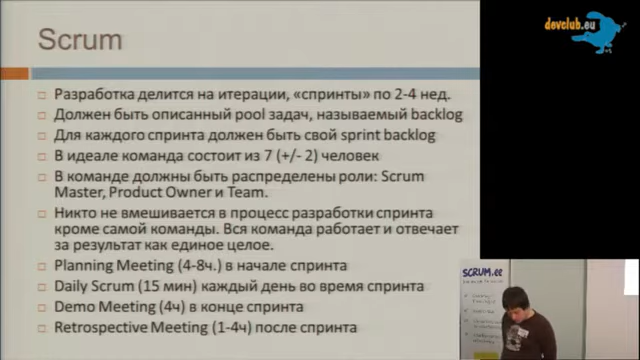 devclub.eu
Scrum
Разработка делится на итерации, «спринты» по 2-4 нед.
Должен быть описанный pool задач, называемый backlog
Для каждого спринта должен быть свой sprint backlog
В идеале команда состоит из 7 (+/- 2) человек
В команде должны быть распределены роли: Scrum
Master, Product Owner и Team.
Никто не вмешивается в процесс разработки спринта
кроме самой команды. Вся команда работает и отвечает
за результат как единое целое.
Planning Meeting (4-8ч.) в начале спринта
Daily Scrum (15 мин) каждый день во время спринта
Demo Meeting (4ч) в конце спринта
Retrospective Meeting (1-4ч) после спринта
SCRUM.ee